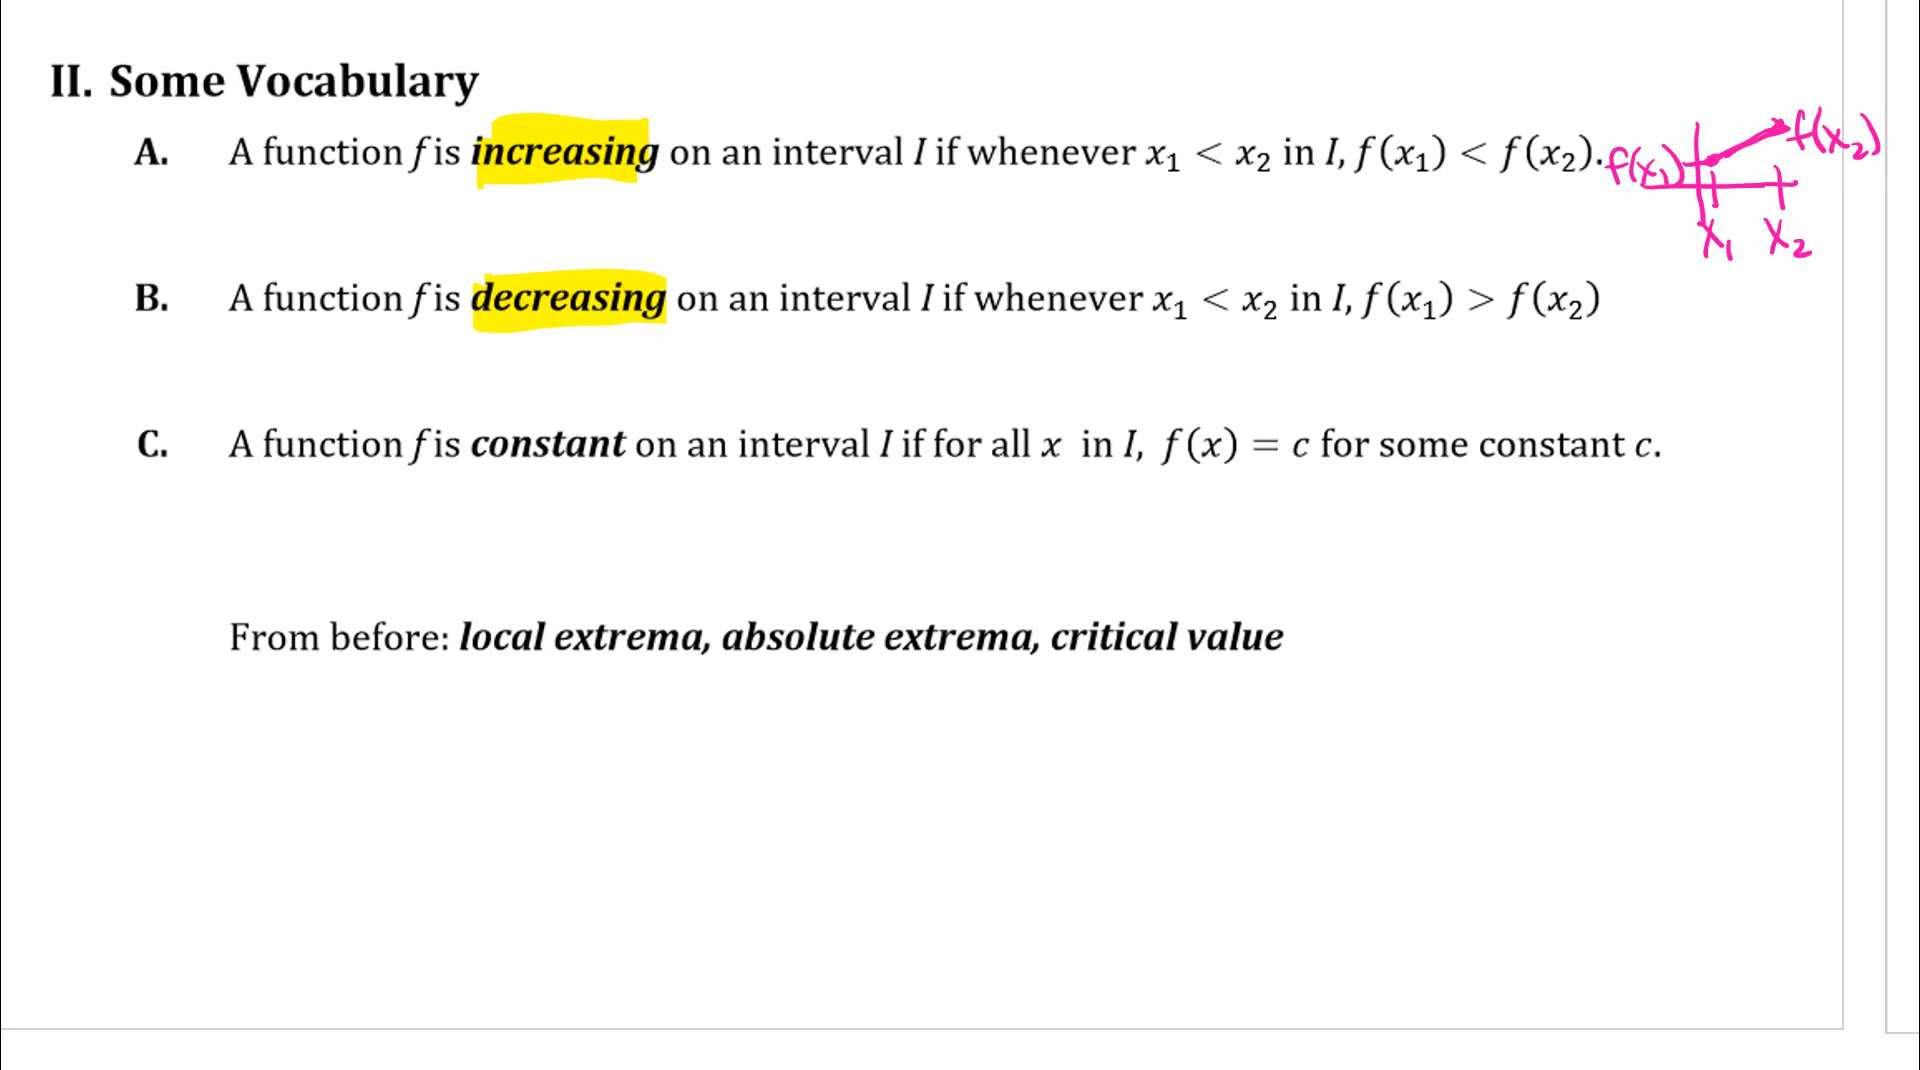 II. Some Vocabulary
A. A function f is increasing on an interval I if whenever x₁ < x₂ in I, f(x₁) < f(x₂).
f(x₁) f(x₂)
x₁ x₂
B. A function f is decreasing on an interval I if whenever x₁ < x₂ in I, f(x₁) > f(x₂)
C. A function f is constant on an interval I if for all x in I, f(x) = c for some constant c.
From before: local extrema, absolute extrema, critical value